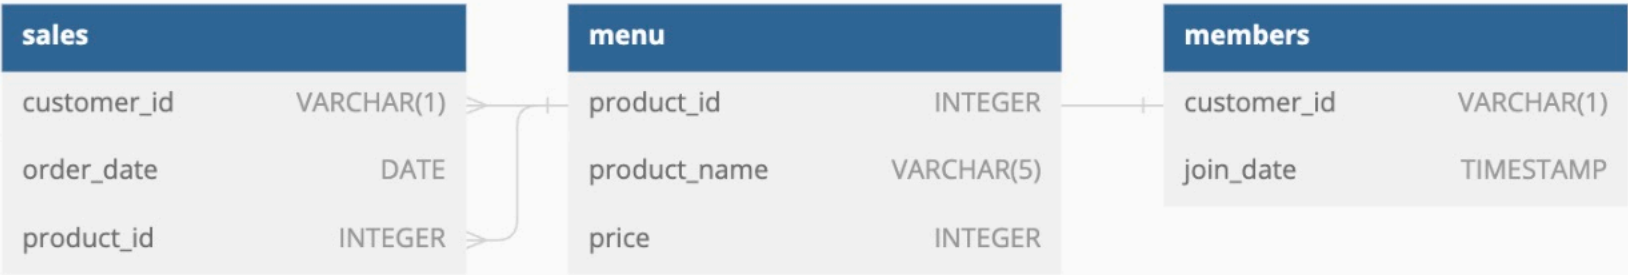 sales
customer_id VARCHAR(1)
order_date DATE
product_id INTEGER
menu
product_id INTEGER
product_name VARCHAR(5)
price INTEGER
members
customer_id VARCHAR(1)
join_date TIMESTAMP